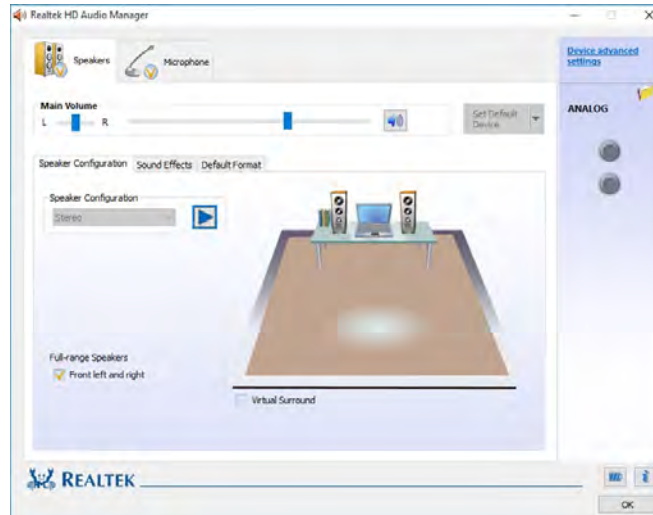 Realtek HD Audio Manager
Speakers
Microphone
Device advanced
settings
Main Volume
L R
Set Default
Device
ANALOG
Speaker Configuration Sound Effects Default Format
Speaker Configuration
Stereo
Full-range Speakers
Front left and right
Virtual Surround
REALTEK
OK